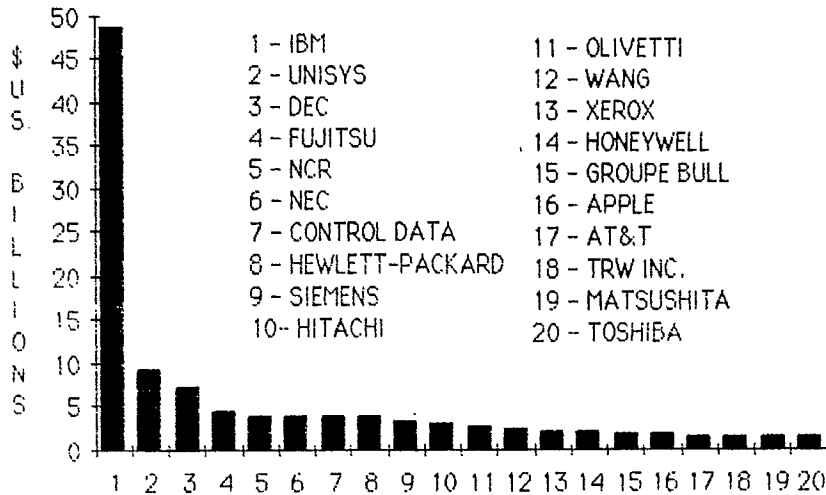 $ US. BILLIONS
50
45
40
35
30
25
20
15
10
5
0
1 - IBM
2 - UNISYS
3 - DEC
4 - FUJITSU
5 - NCR
6 - NEC
7 - CONTROL DATA
8 - HEWLETT-PACKARD
9 - SIEMENS
10- HITACHI
11 - OLIVETTI
12 - WANG
13 - XEROX
14 - HONEYWELL
15 - GROUPE BULL
16 - APPLE
17 - AT&T
18 - TRW INC.
19 - MATSUSHITA
20 - TOSHIBA
1 2 3 4 5 6 7 8 9 10 11 12 13 14 15 16 17 18 19 20